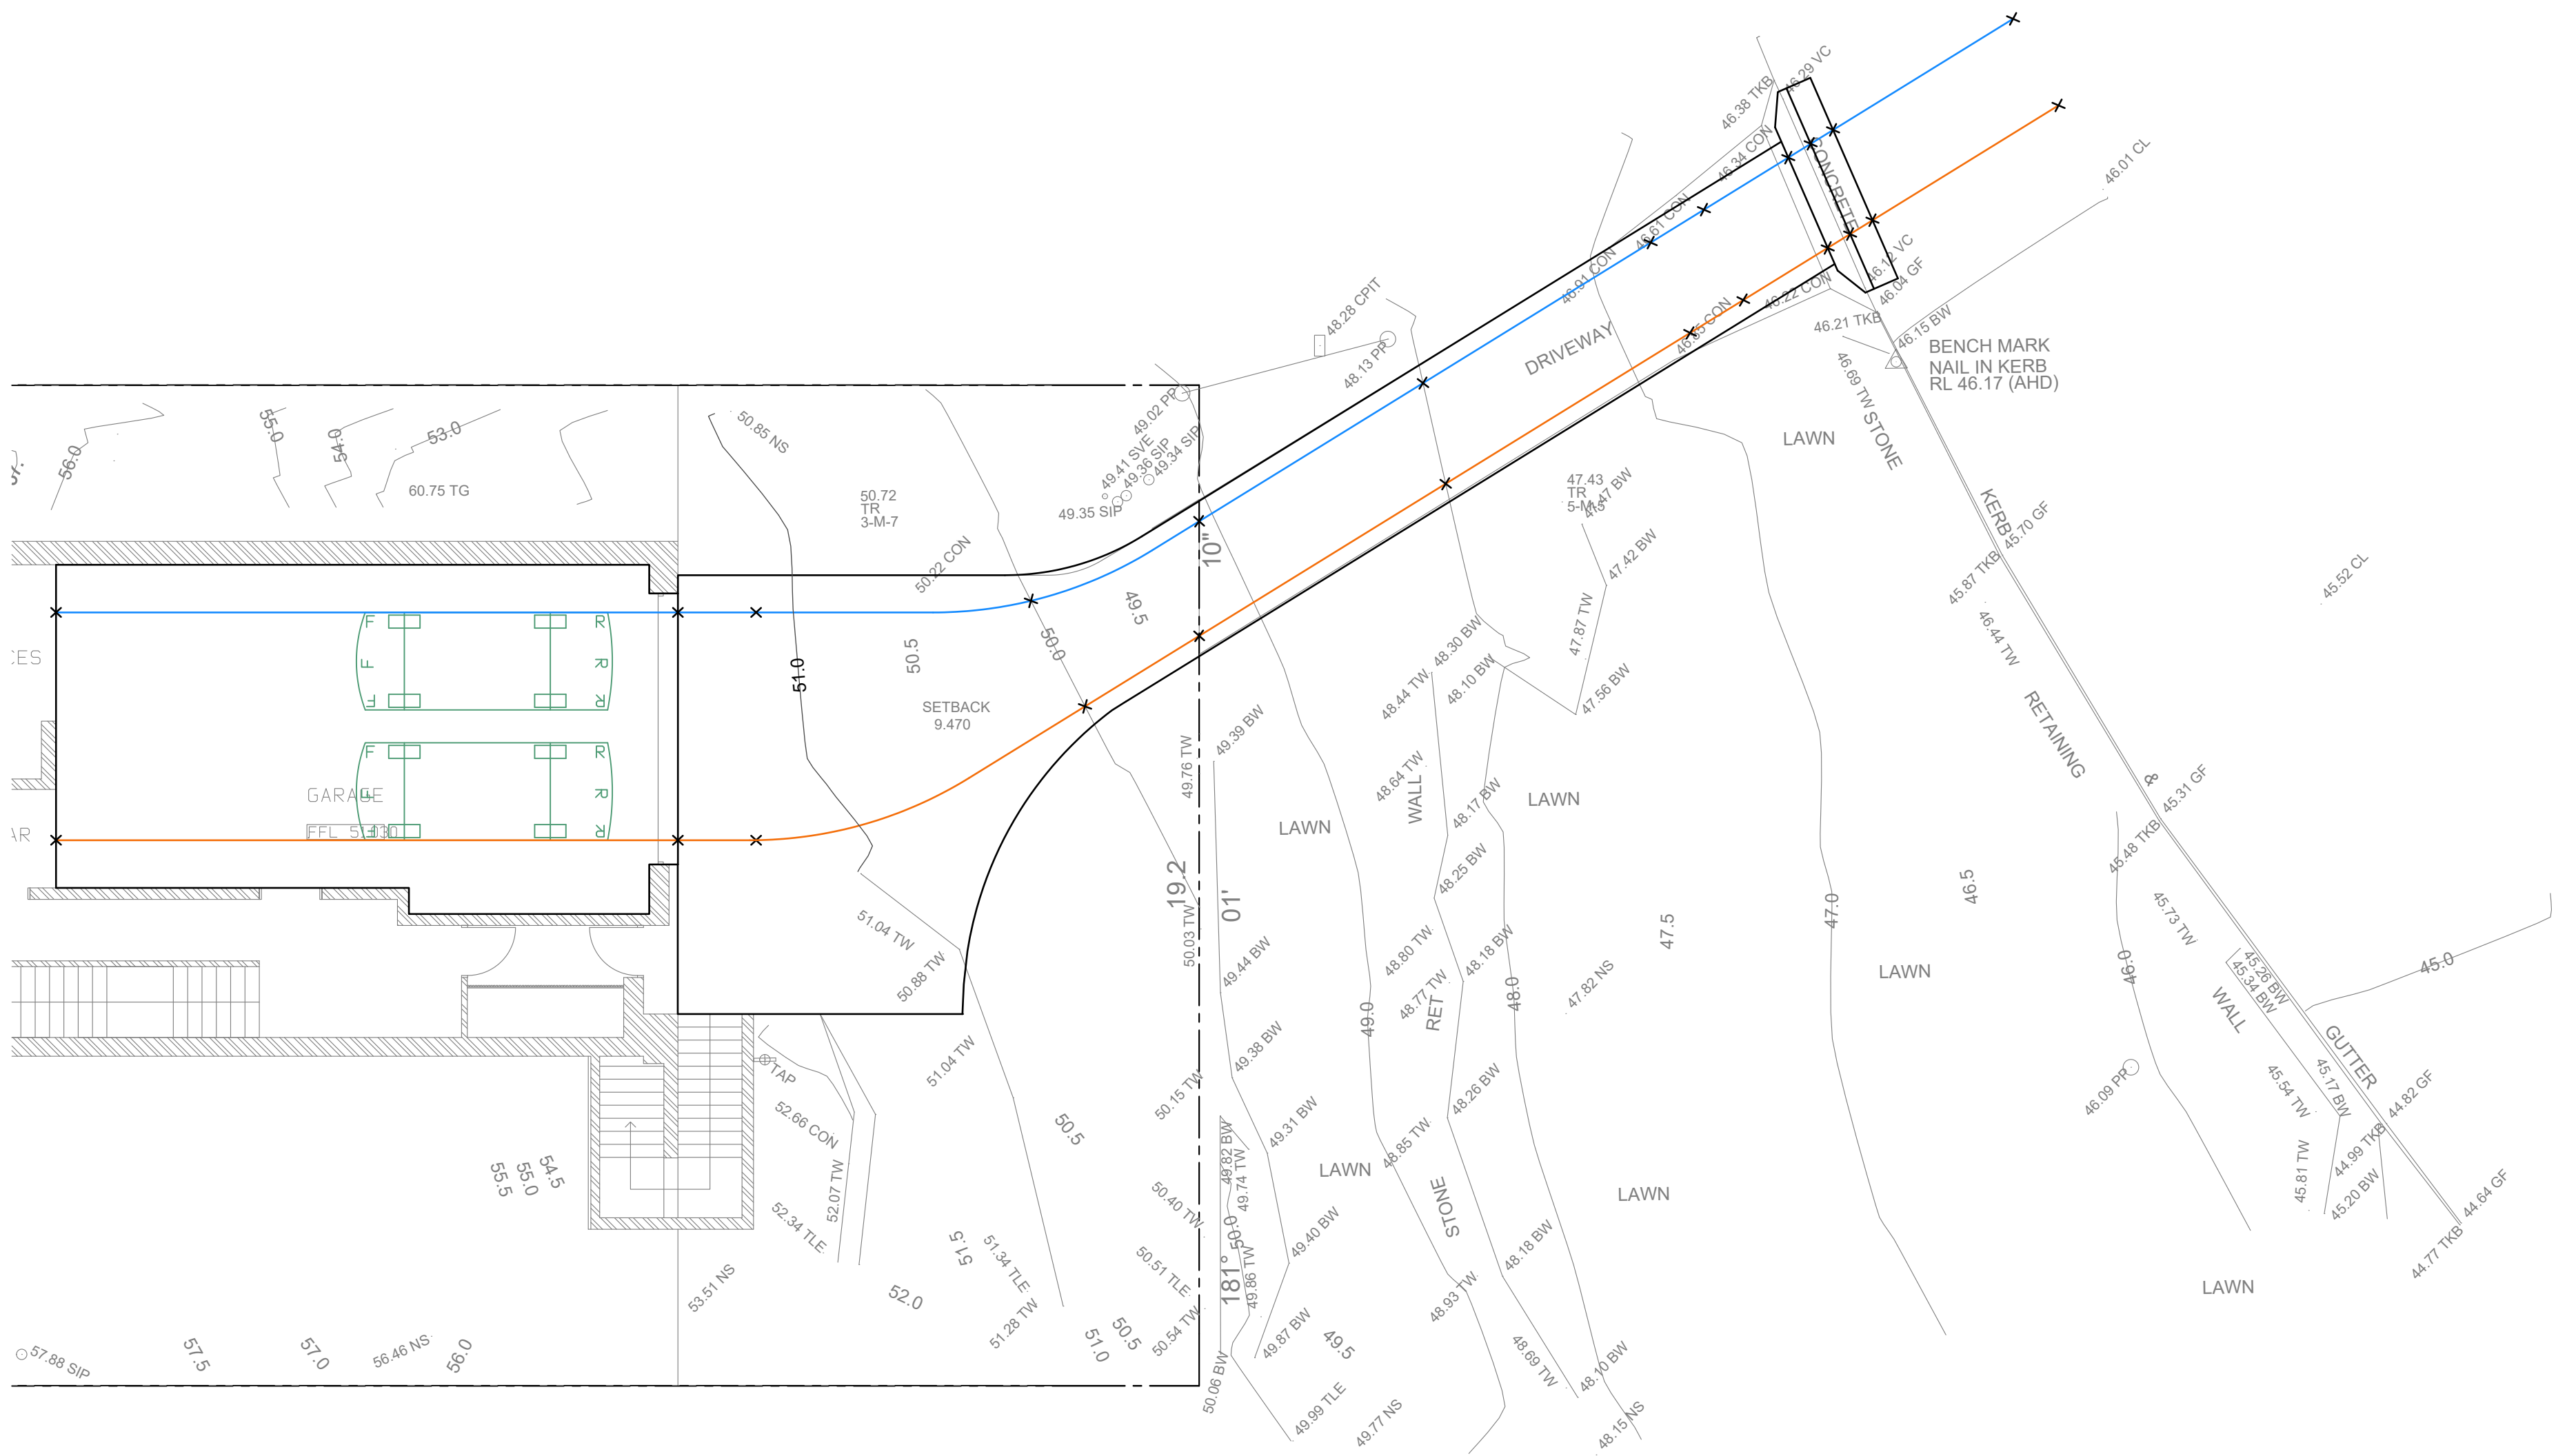 46.29 VC
46.38 TKB
46.34 CON
CONCRETE
46.01 CL
46.61 CON
46.91 CON
46.12 VC
46.04 GF
46.22 CON
46.21 TKB
46.15 BW
BENCH MARK
NAIL IN KERB
RL 46.17 (AHD)
48.28 CPIT
48.13 PP
DRIVEWAY
46.69 TW
STONE
LAWN
49.02 PP
50.85 NS
55.0
54.0
53.0
56.0
60.75 TG
50.72
TR
3-M-7
49.41 SVE
49.36 SIP
49.34 SIP
49.35 SIP
47.43
TR
5-M-5
47.47 BW
47.42 BW
KERB
45.70 GF
45.87 TKB
45.52 CL
46.44 TW
50.22 CON
10"
49.5
50.0
50.5
51.0
47.87 TW
48.30 BW
48.10 BW
48.44 TW
47.56 BW
RETAINING
SETBACK
9.470
49.39 BW
49.76 TW
48.64 TW
WALL
48.17 BW
LAWN
LAWN
&
45.31 GF
45.48 TKB
F
F
F
R
R
R
F
F
F
R
R
R
CES
AR
GARAGE
FFL 51.030
48.25 BW
19.2
01'
47.5
47.0
46.5
45.73 TW
51.04 TW
50.88 TW
50.03 TW
49.44 BW
48.80 TW
48.18 BW
48.77 TW
RET
47.82 NS
LAWN
46.0
45.26 BW
45.34 BW
45.0
WALL
49.0
48.0
GUTTER
51.04 TW
49.38 BW
TAP
52.66 CON
50.15 TW
48.26 BW
46.09 PP
45.17 BW
45.54 TW
44.82 GF
50.5
49.31 BW
48.85 TW
44.99 TKB
49.82 BW
49.74 TW
LAWN
54.5
55.0
55.5
52.07 TW
50.40 TW
STONE
LAWN
45.81 TW
45.20 BW
44.64 GF
52.34 TLE
51.5
51.34 TLE
50.0
49.40 BW
48.18 BW
44.77 TKB
50.51 TLE
181°
49.86 TW
53.51 NS
52.0
51.28 TW
48.93 TW
LAWN
57.88 SIP
57.5
57.0
56.46 NS
56.0
51.0
50.5
50.54 TW
49.87 BW
49.5
48.69 TW
48.10 BW
50.06 BW
49.99 TLE
49.77 NS
48.15 NS